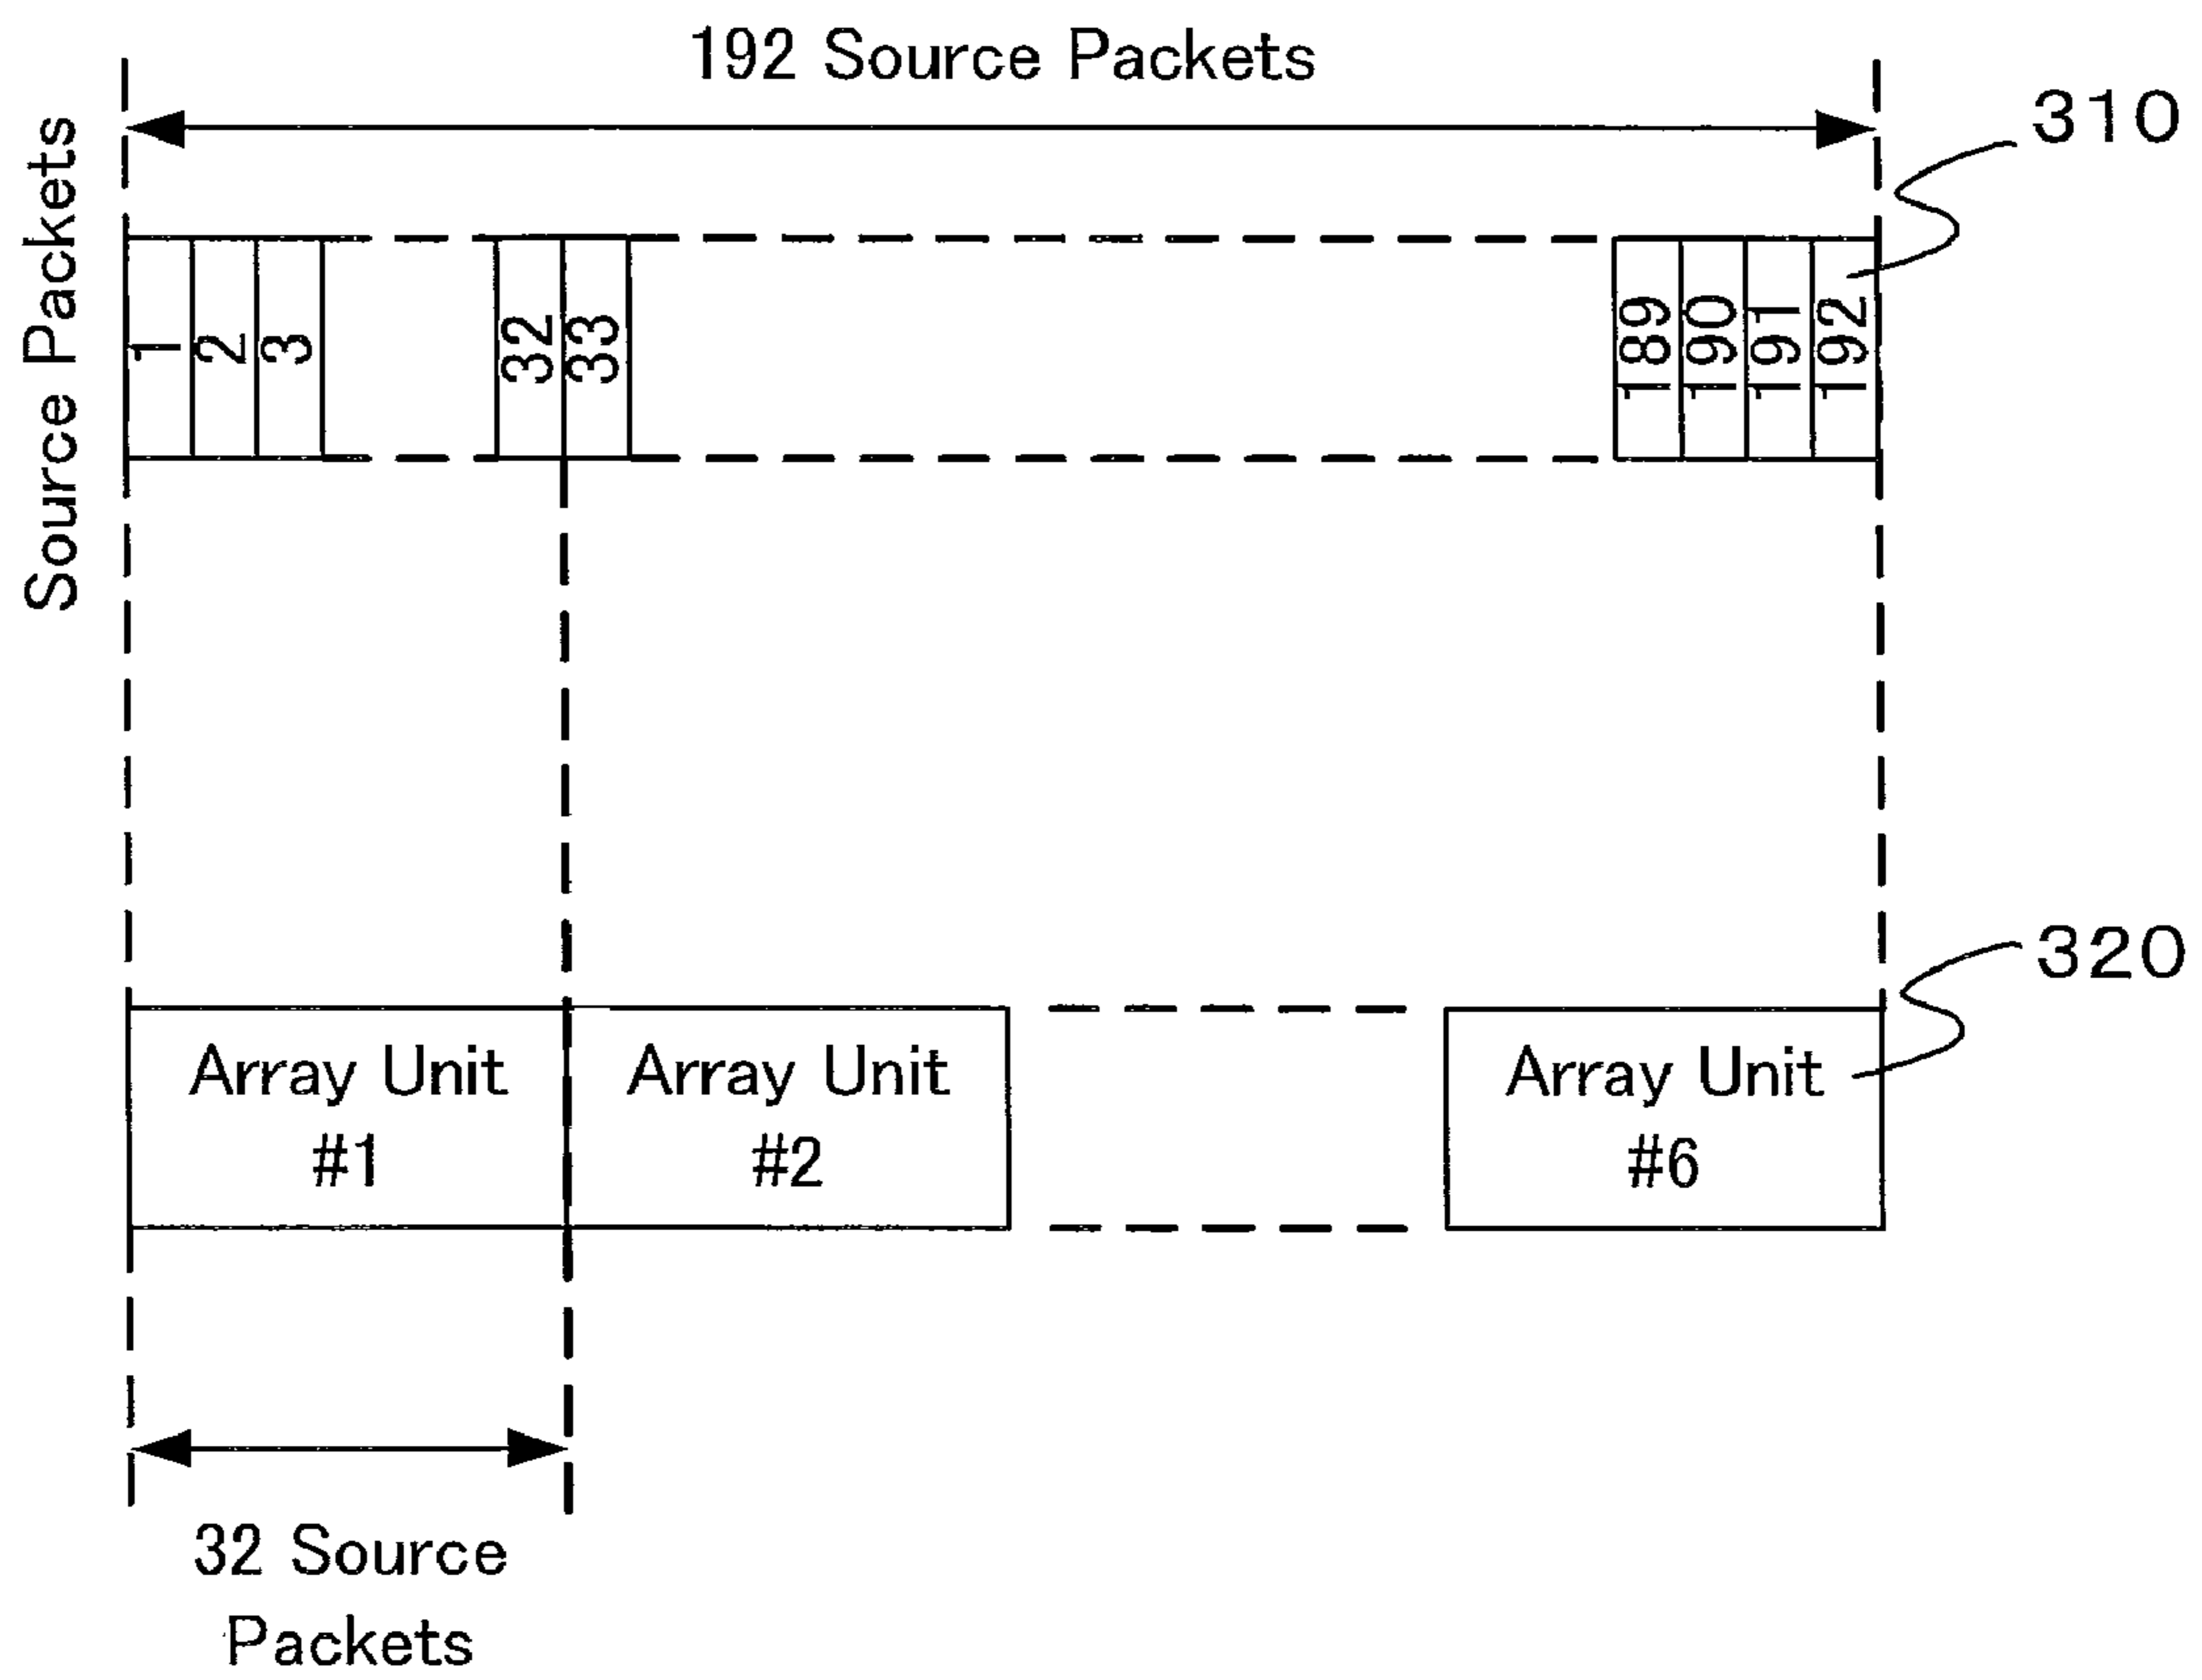 192 Source Packets
310
Source Packets
1
2
3
32
33
189
190
191
192
320
Array Unit
#1
Array Unit
#2
Array Unit
#6
32 Source
Packets